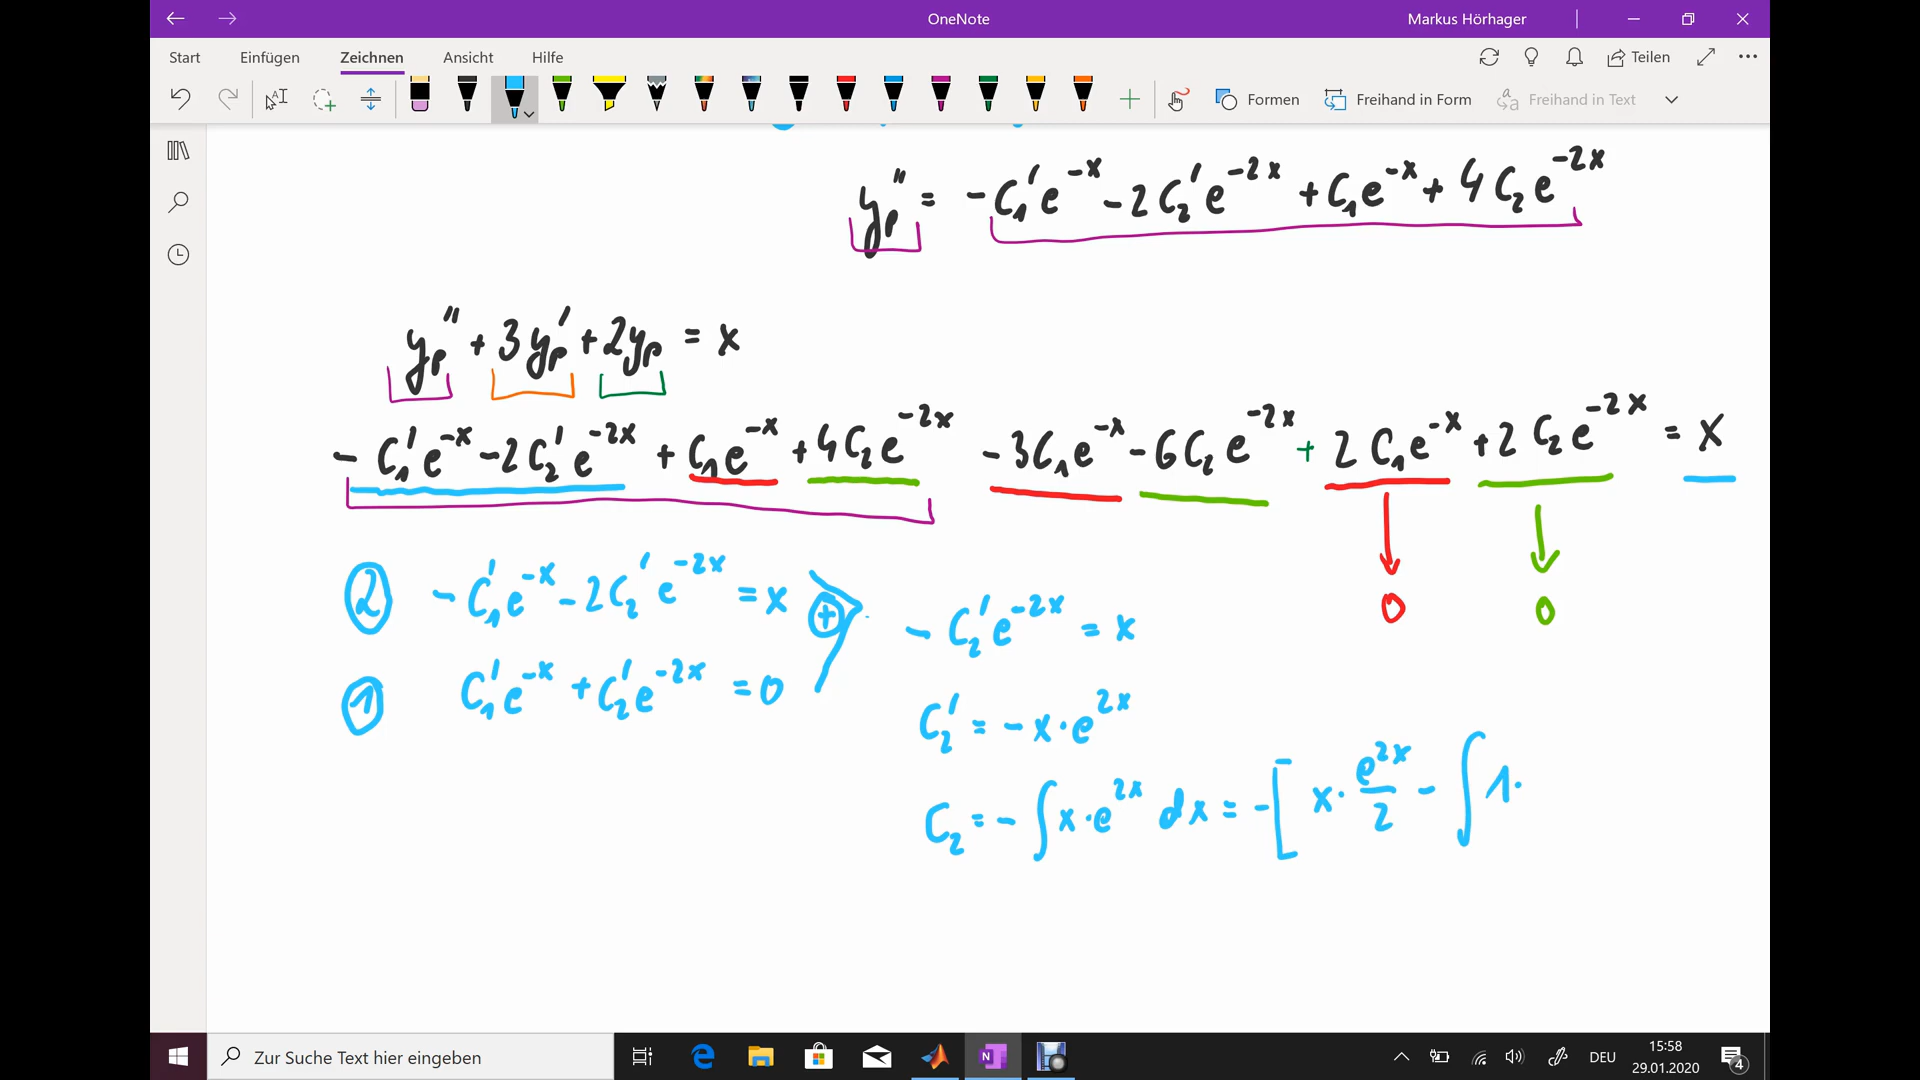 OneNote
Markus Hörhager
Start Einfügen Zeichnen Ansicht Hilfe
Teilen
Formen Freihand in Form Freihand in Text
yp'' = -C1'e^-x - 2C2'e^-2x + C1e^-x + 4C2e^-2x
yp'' + 3yp' + 2yp = x
-C1'e^-x - 2C2'e^-2x + C1e^-x + 4C2e^-2x - 3C1e^-x - 6C2e^-2x + 2C1e^-x + 2C2e^-2x = x
0 0
② -C1'e^-x - 2C2'e^-2x = x ⊕
-C2'e^-2x = x
① C1'e^-x + C2'e^-2x = 0
C2' = -x·e^2x
C2 = -∫x·e^2x dx = -[x·e^2x/2 - ∫1·
Zur Suche Text hier eingeben
DEU
15:58
29.01.2020
4